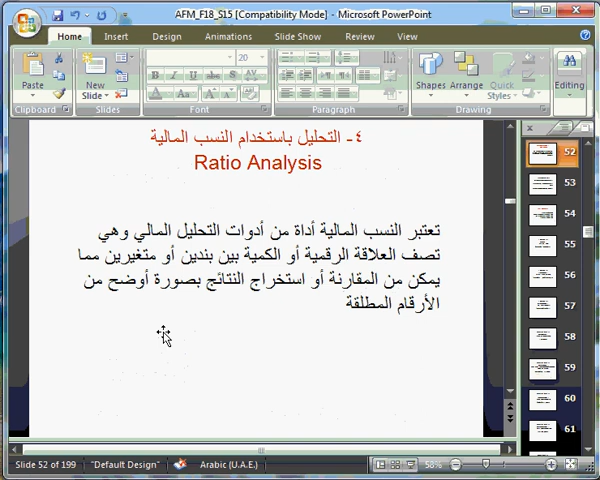 AFM_F18_S15 [Compatibility Mode] - Microsoft PowerPoint
Home Insert Design Animations Slide Show Review View
Paste
New Slide
20
B I U abe S AV
Aa A A
Shapes Arrange Quick Styles
Editing
Clipboard Slides Font Paragraph Drawing
٤- التحليل باستخدام النسب المالية
Ratio Analysis
تعتبر النسب المالية أداة من أدوات التحليل المالي وهي
تصف العلاقة الرقمية أو الكمية بين بندين أو متغيرين مما
يمكن من المقارنة أو استخراج النتائج بصورة أوضح من
الأرقام المطلقة
52
53
54
55
56
57
58
59
60
61
Slide 52 of 199 "Default Design" Arabic (U.A.E.) 58%